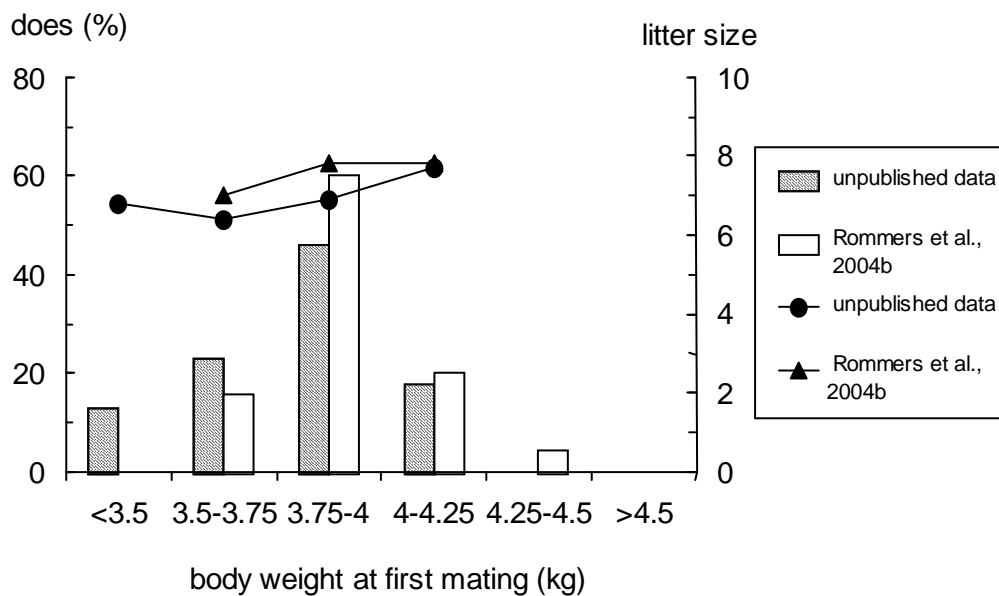 does (%)
litter size
80
60
40
20
0
10
8
6
4
2
0
unpublished data
Rommers et al.,
2004b
unpublished data
Rommers et al.,
2004b
<3.5 3.5-3.75 3.75-4 4-4.25 4.25-4.5 >4.5
body weight at first mating (kg)